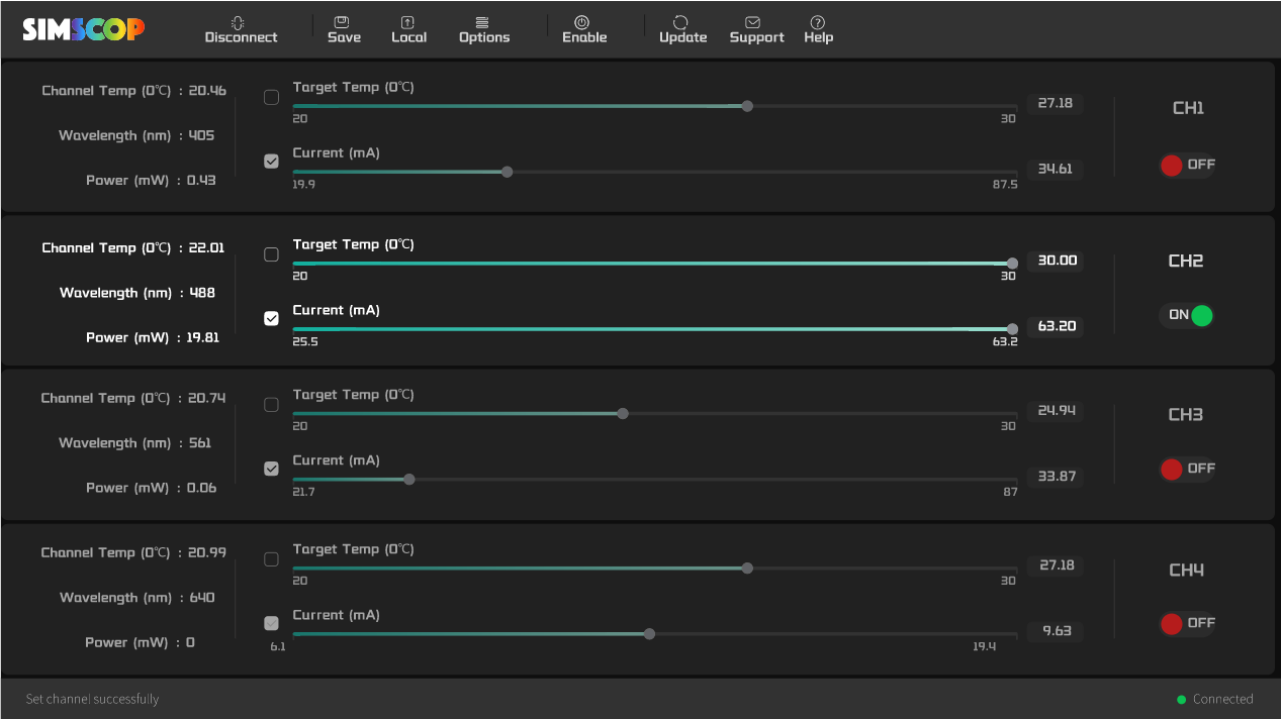 SIMSCOP
Disconnect Save Local Options Enable Update Support Help
Channel Temp (0℃) : 20.46
Wavelength (nm) : 405
Power (mW) : 0.43
Target Temp (0℃)
20 30
27.18
Current (mA)
19.9 87.5
34.61
CH1
OFF
Channel Temp (0℃) : 22.01
Wavelength (nm) : 488
Power (mW) : 19.81
Target Temp (0℃)
20 30
30.00
Current (mA)
25.5 63.2
63.20
CH2
ON
Channel Temp (0℃) : 20.74
Wavelength (nm) : 561
Power (mW) : 0.06
Target Temp (0℃)
20 30
24.94
Current (mA)
21.7 87
33.87
CH3
OFF
Channel Temp (0℃) : 20.99
Wavelength (nm) : 640
Power (mW) : 0
Target Temp (0℃)
20 30
27.18
Current (mA)
6.1 19.4
9.63
CH4
OFF
Set channel successfully
Connected